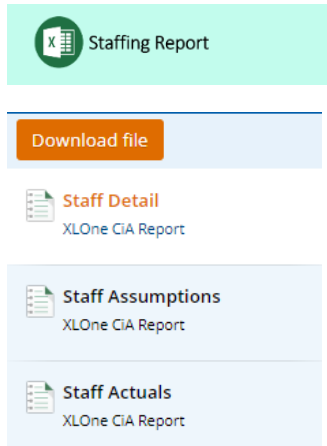 Staffing Report
Download file
Staff Detail
XLOne CiA Report
Staff Assumptions
XLOne CiA Report
Staff Actuals
XLOne CiA Report